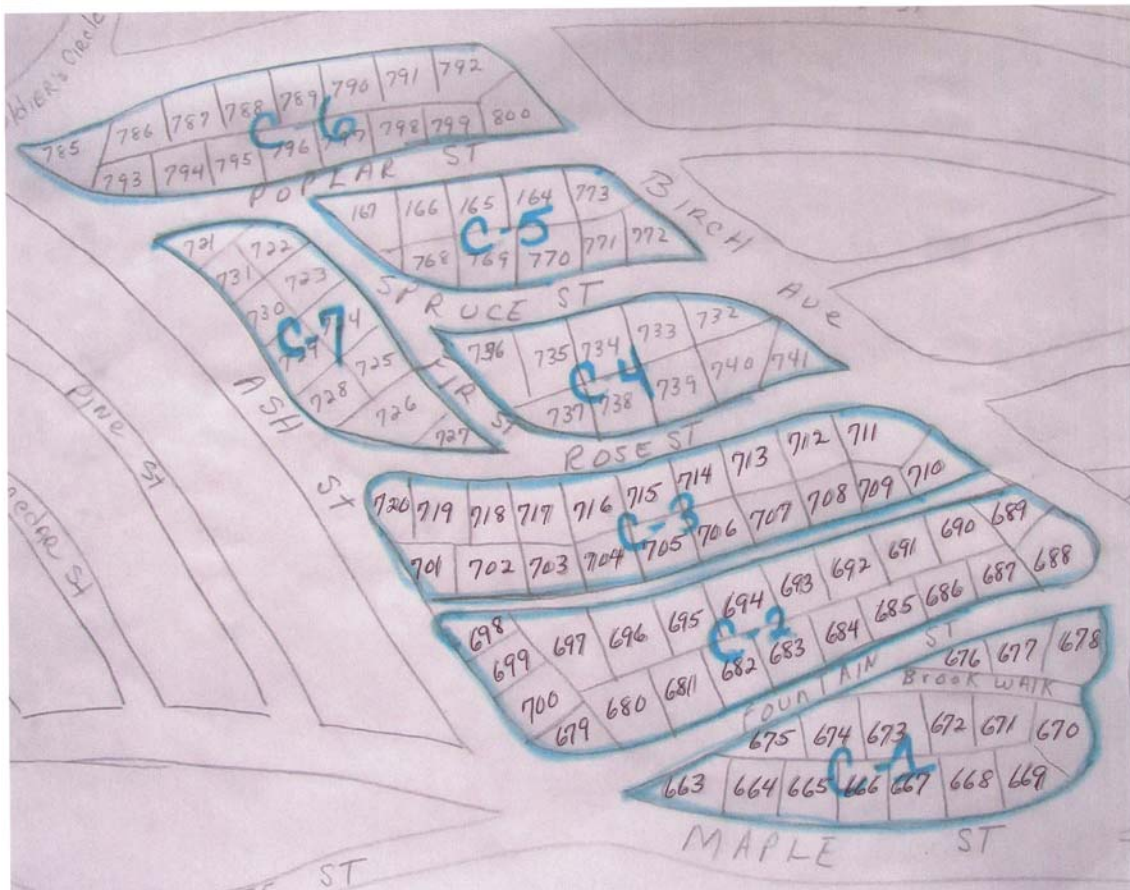 ST
785 786 787 788 789 790 791 792
793 794 795 796 797 798 799 800
C-6
POPLAR ST
167 166 165 164 773
768 769 770 771 772
C-5
BIRCH AVE
SPRUCE ST
721 722
731 723
730 724
729 725
728 726
727
C-7
ASH ST
FIR ST
736 735 734 733 732
737 738 739 740 741
C-4
ROSE ST
PINE St
720 719 718 717 716 715 714 713 712 711
701 702 703 704 705 706 707 708 709 710
C-3
698 697 696 695 694 693 692 691 690 689
699
700
679 680 681 682 683 684 685 686 687 688
C-2
FOUNTAIN ST
676 677 678
Brook WAlK
675 674 673 672 671 670
663 664 665 666 667 668 669
C-1
MAPLE ST
ST